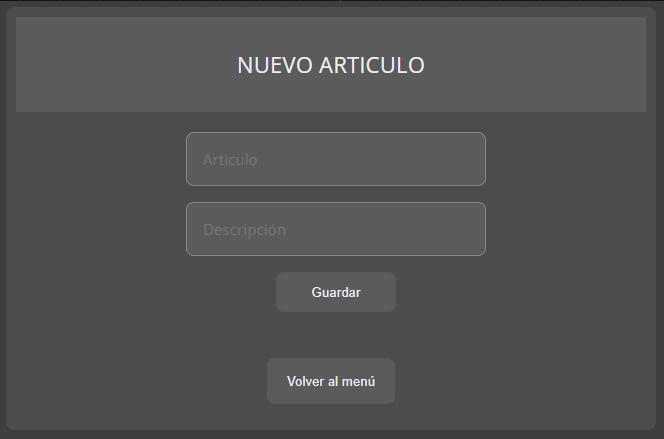 NUEVO ARTICULO
Articulo
Descripción
Guardar
Volver al menú